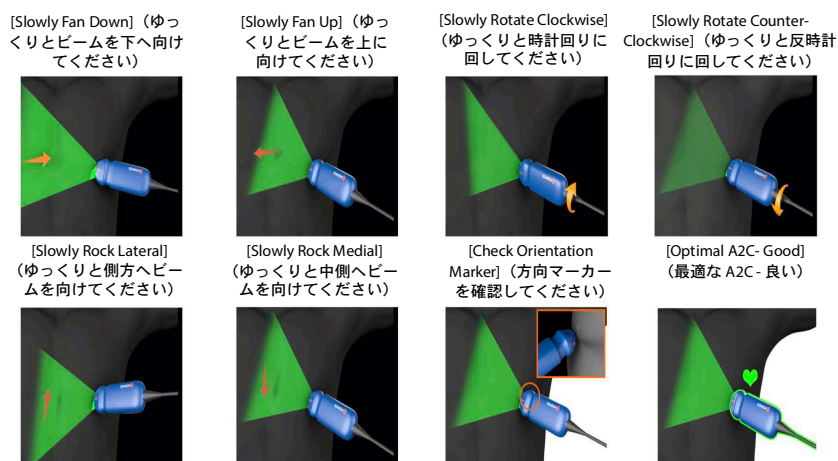 [Slowly Fan Down]（ゆっ
くりとビームを下へ向け
てください）
[Slowly Fan Up]（ゆっ
くりとビームを上に
向けてください）
[Slowly Rotate Clockwise]
（ゆっくりと時計回りに
回してください）
[Slowly Rotate Counter-
Clockwise]（ゆっくりと反時計
回りに回してください）
[Slowly Rock Lateral]
（ゆっくりと側方へビー
ムを向けてください）
[Slowly Rock Medial]
（ゆっくりと中側へビー
ムを向けてください）
[Check Orientation
Marker]（方向マーカー
を確認してください）
[Optimal A2C- Good]
（最適な A2C - 良い）